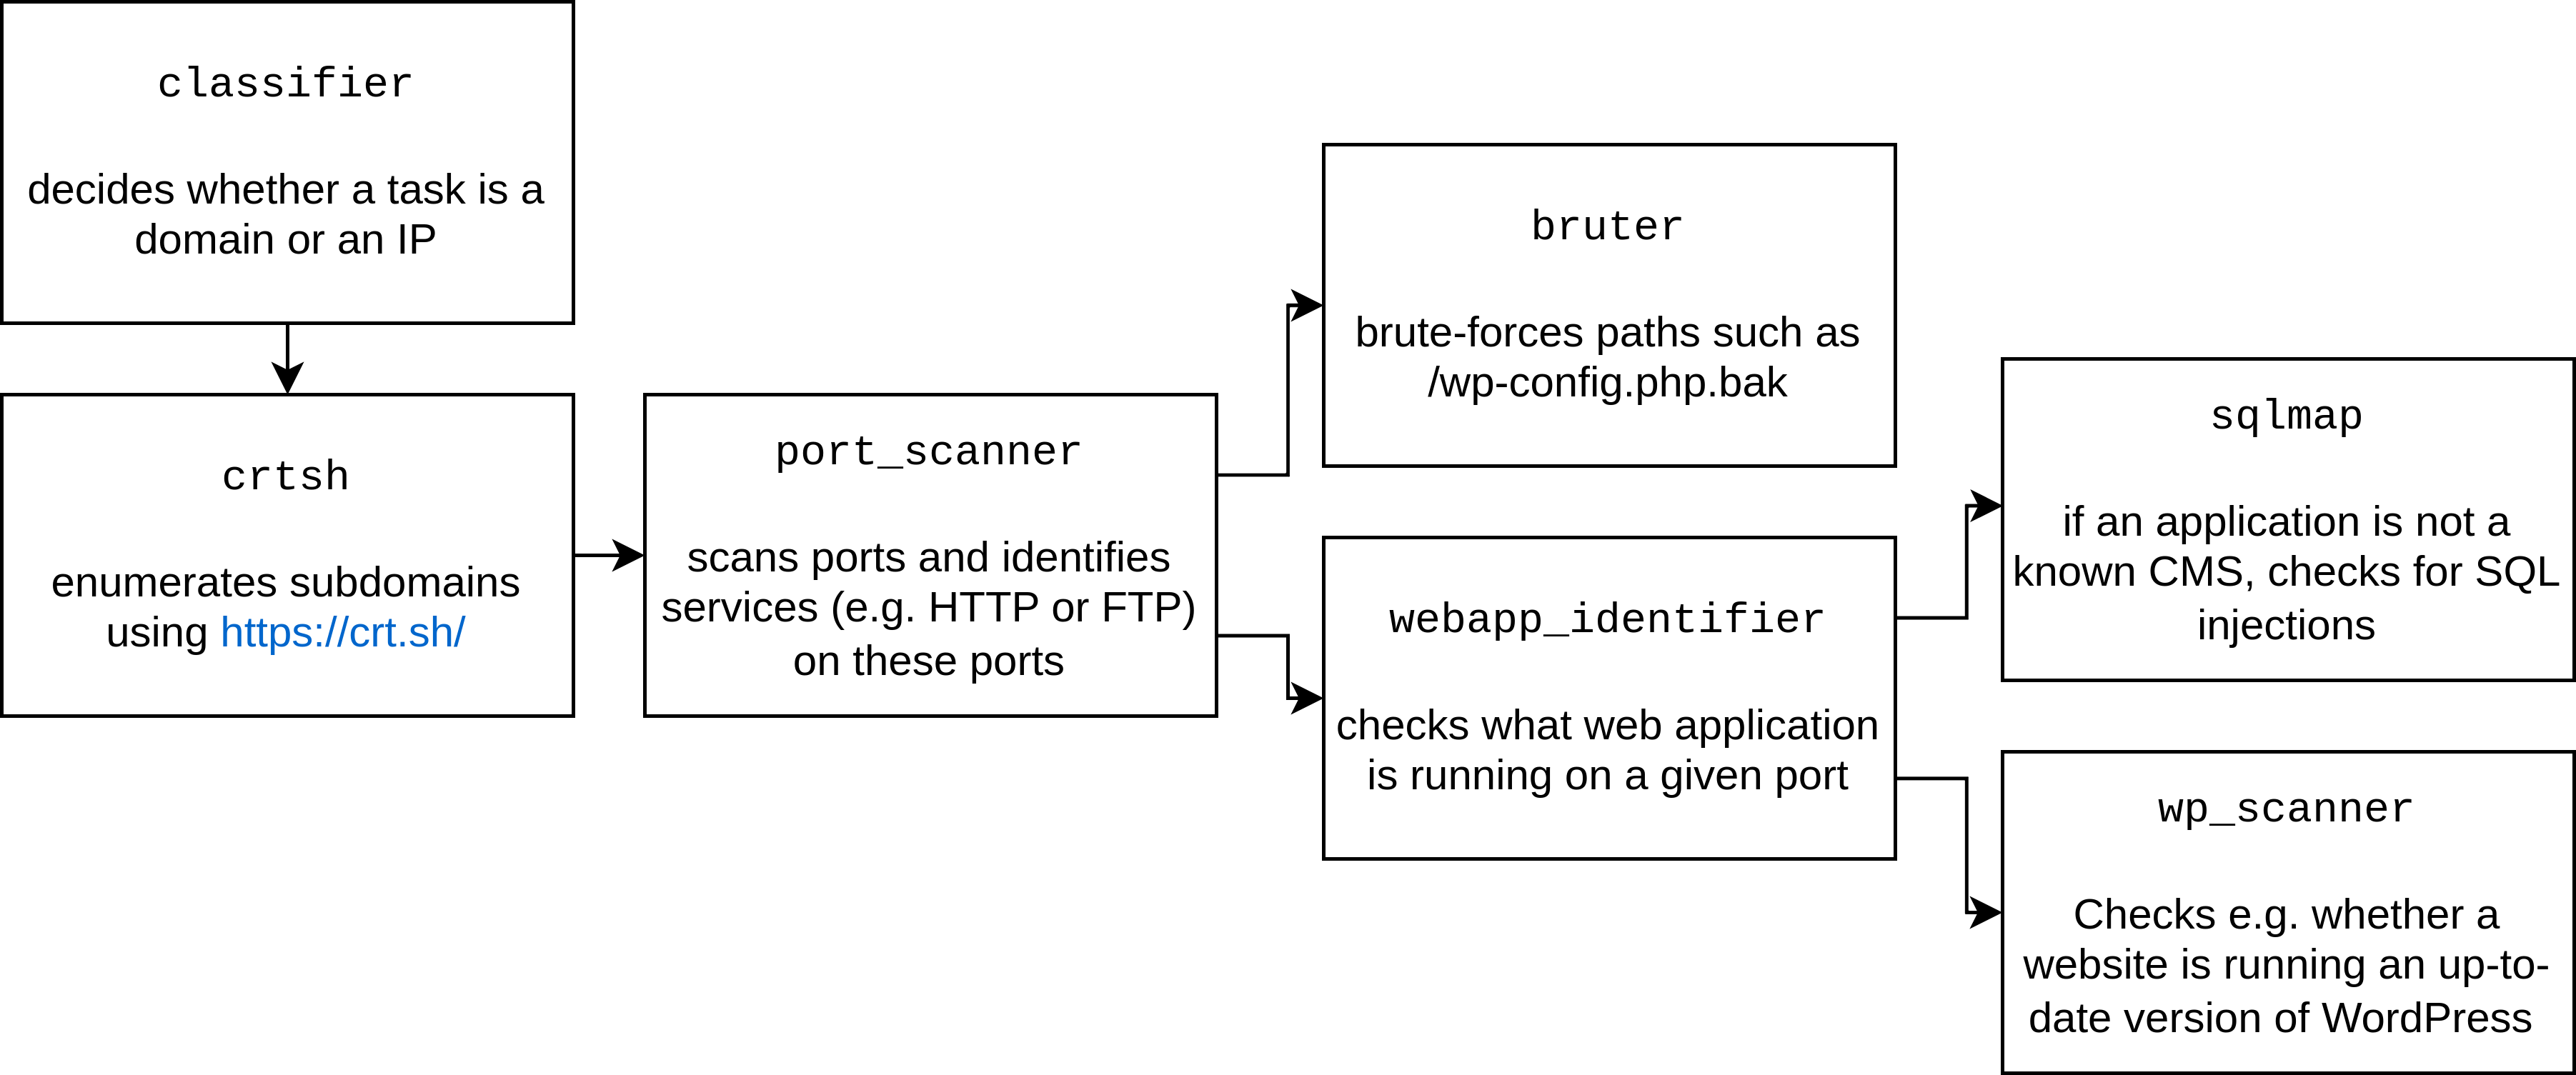 classifier
decides whether a task is a
domain or an IP
crtsh
enumerates subdomains
using https://crt.sh/
port_scanner
scans ports and identifies
services (e.g. HTTP or FTP)
on these ports
bruter
brute-forces paths such as
/wp-config.php.bak
webapp_identifier
checks what web application
is running on a given port
sqlmap
if an application is not a
known CMS, checks for SQL
injections
wp_scanner
Checks e.g. whether a
website is running an up-to-
date version of WordPress